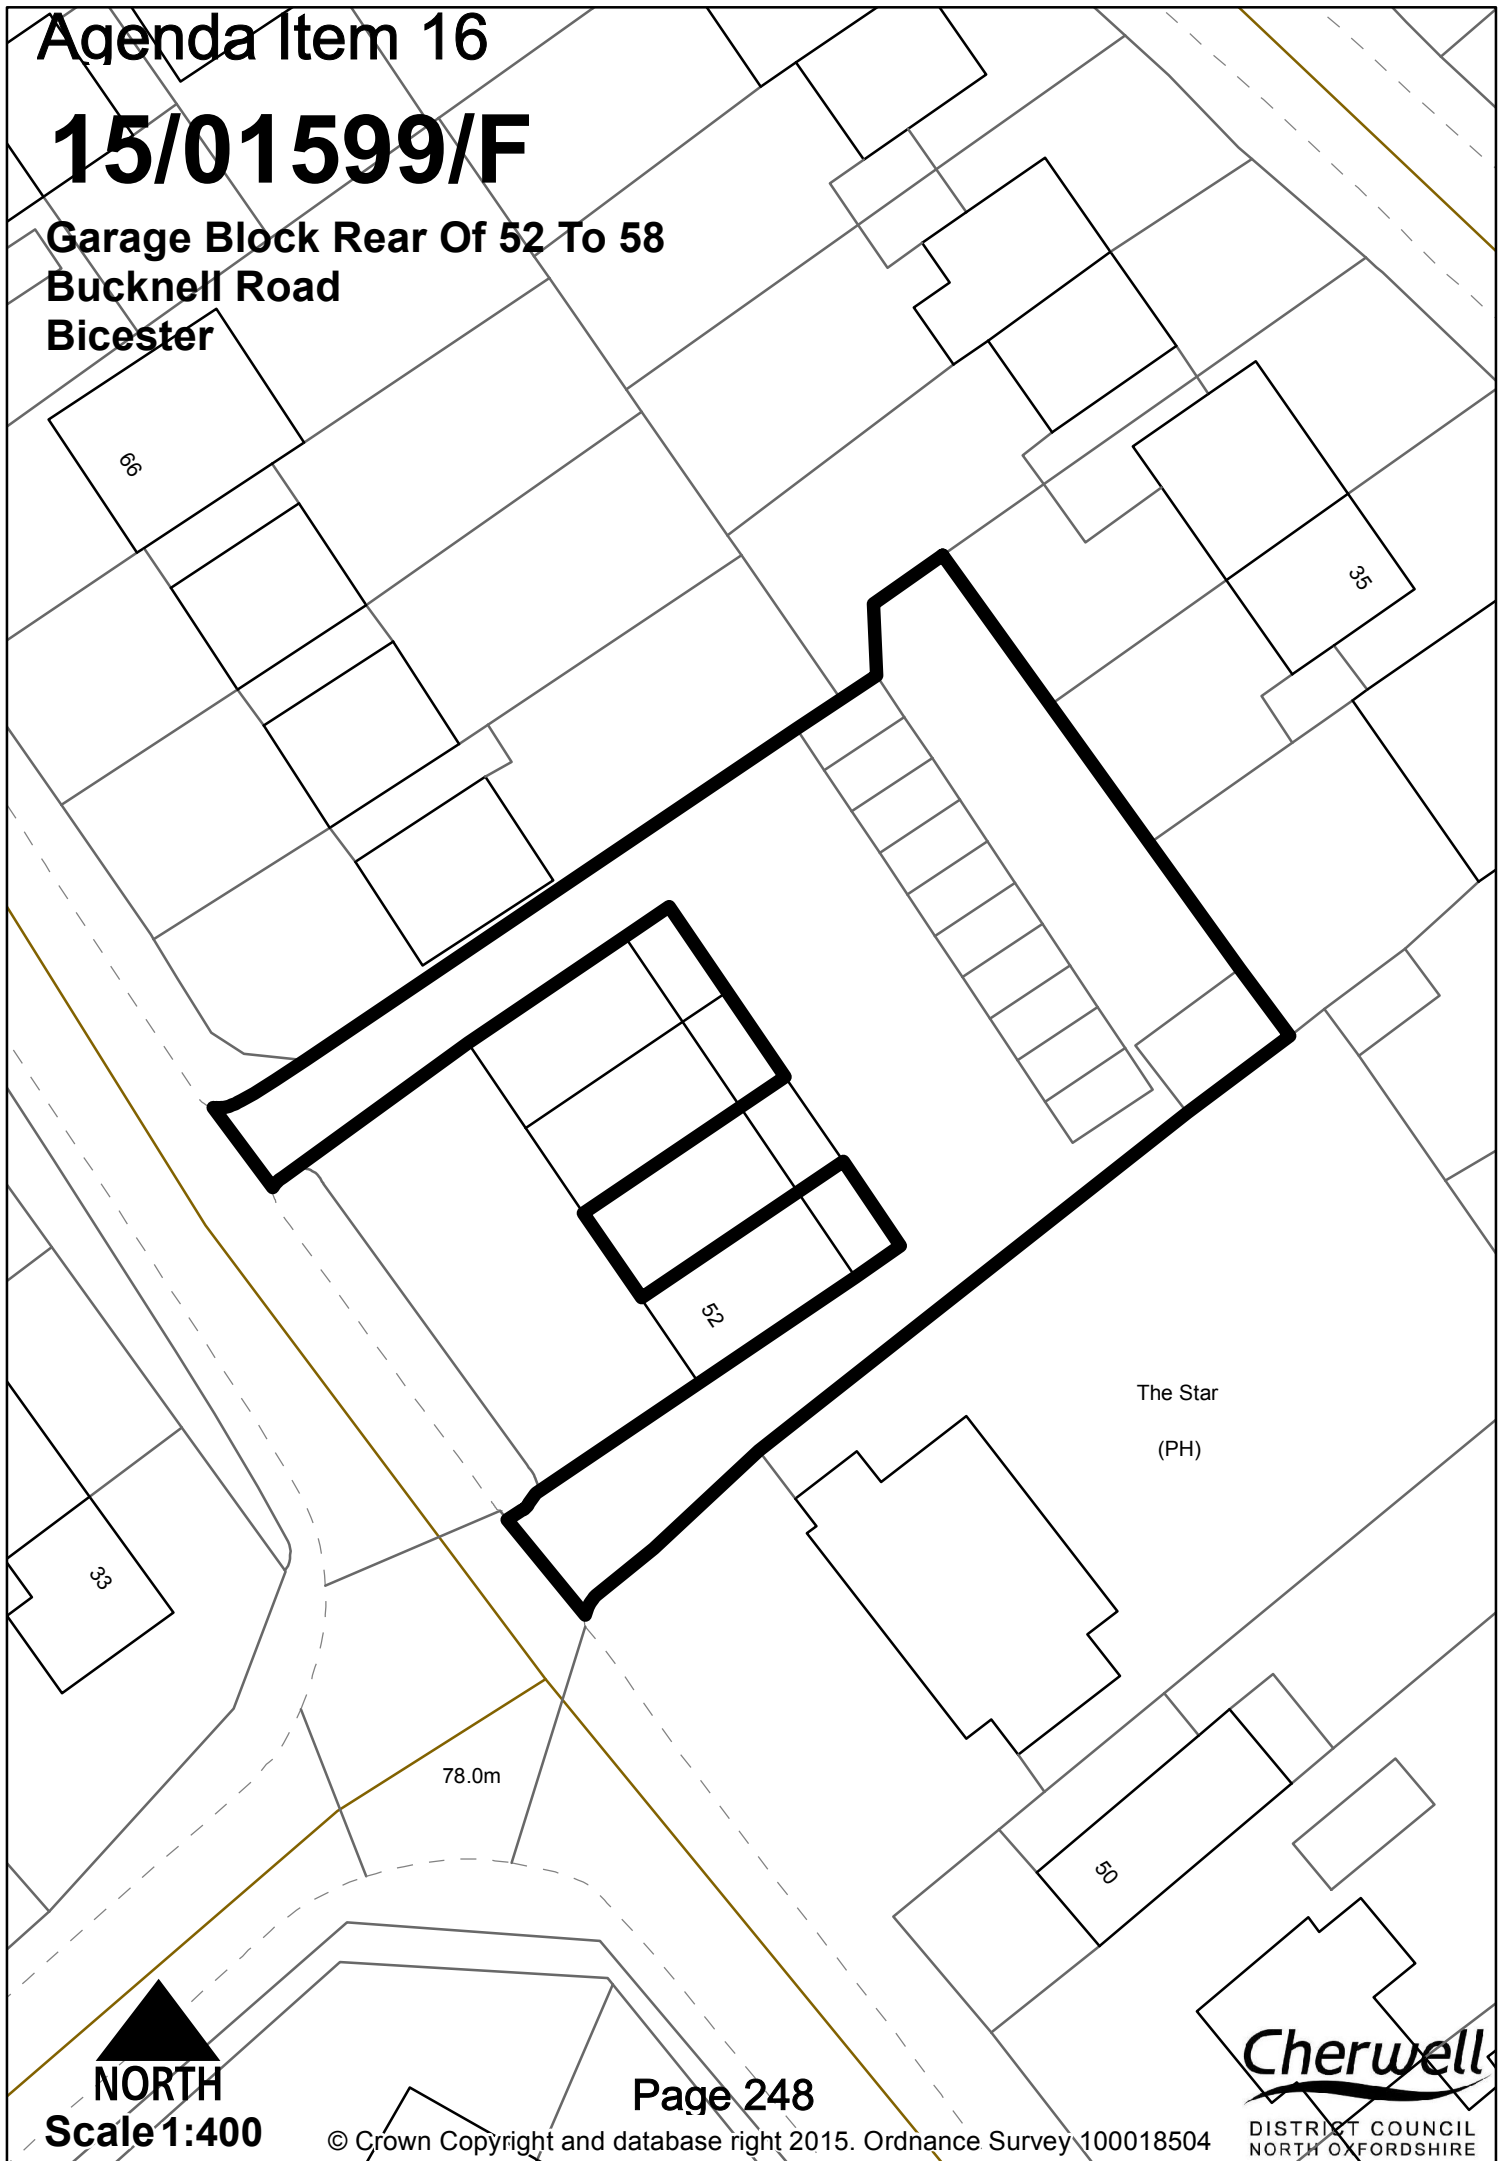 Agenda Item 16
15/01599/F
Garage Block Rear Of 52 To 58
Bucknell Road
Bicester
66
35
52
The Star
(PH)
33
78.0m
50
NORTH
Scale 1:400
Page 248
© Crown Copyright and database right 2015. Ordnance Survey 100018504
Cherwell
DISTRICT COUNCIL
NORTH OXFORDSHIRE